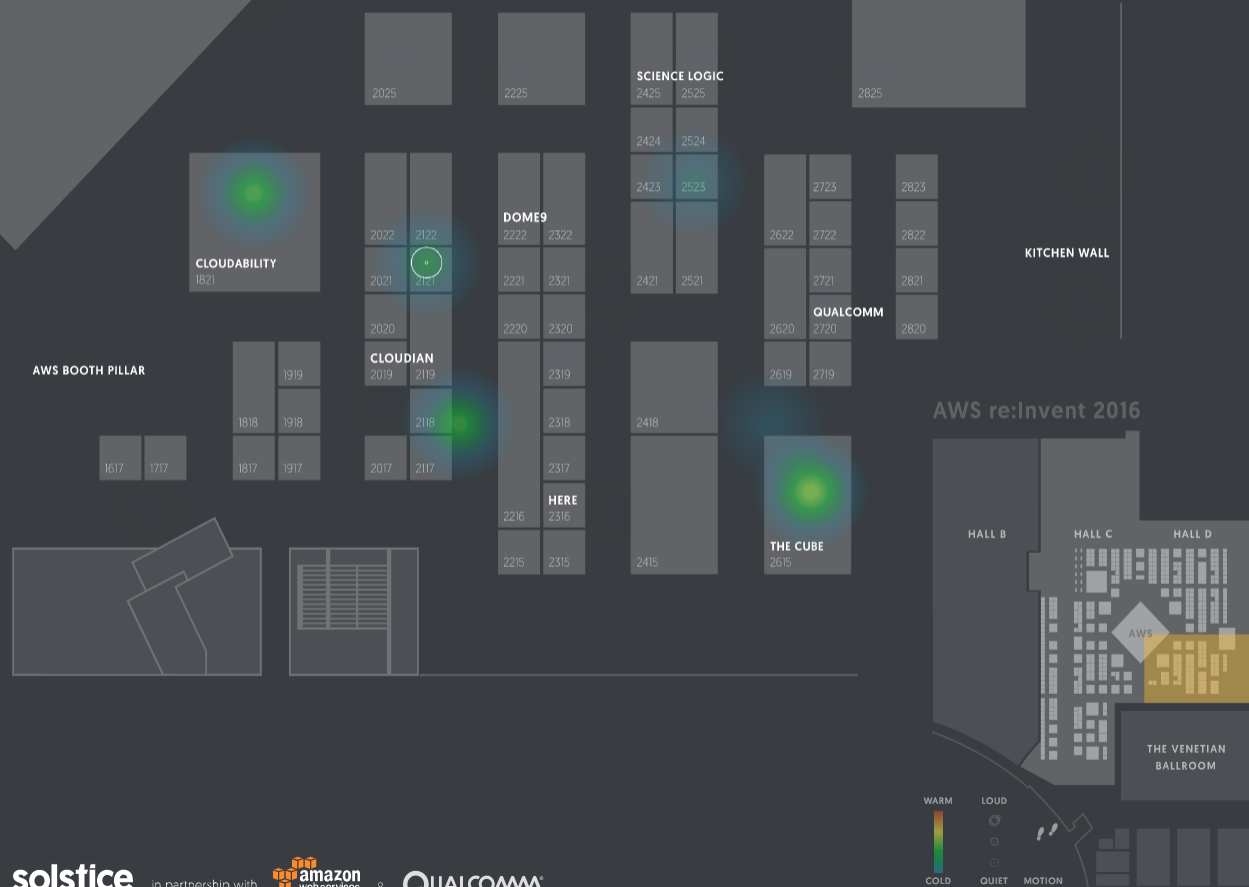 2025
2225
SCIENCE LOGIC
2425 2525
2825
2424 2524
2423 2523
2723
2823
DOME9
2022 2122
2222 2322
2622 2722
2822
KITCHEN WALL
CLOUDABILITY
1821
2021 2121
2221 2321
2421 2521
2721
2821
QUALCOMM
2020
2220 2320
2620 2720
2820
CLOUDIAN
2019 2119
AWS BOOTH PILLAR
1919
2319
2619 2719
1818 1918
2118
2318
2418
1617 1717
1817 1917
2017 2117
2317
HERE
2216 2316
THE CUBE
2215 2315
2415
2615
AWS re:Invent 2016
HALL B
HALL C
HALL D
AWS
THE VENETIAN
BALLROOM
WARM
LOUD
COLD
QUIET
MOTION
solstice in partnership with amazon
web services
QUALCOMM